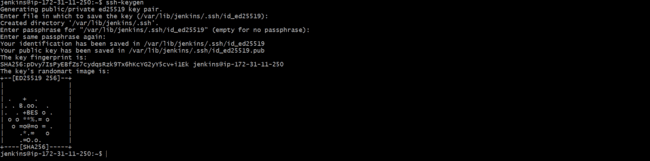 jenkins@ip-172-31-11-250:~$ ssh-keygen
Generating public/private ed25519 key pair.
Enter file in which to save the key (/var/lib/jenkins/.ssh/id_ed25519):
Created directory '/var/lib/jenkins/.ssh'.
Enter passphrase for "/var/lib/jenkins/.ssh/id_ed25519" (empty for no passphrase):
Enter same passphrase again:
Your identification has been saved in /var/lib/jenkins/.ssh/id_ed25519
Your public key has been saved in /var/lib/jenkins/.ssh/id_ed25519.pub
The key fingerprint is:
jenkins@ip-172-31-11-250
The key's randomart image is:
+--[ED25519 256]--+
|                 |
|                 |
| .   + .         |
| . . B.oo.  .    |
|. . +BES o .     |
| o o **%.= o     |
|  o =o@=o = .    |
|    .*.=   o     |
|    .=O.o.       |
+----[SHA256]-----+
jenkins@ip-172-31-11-250:~$